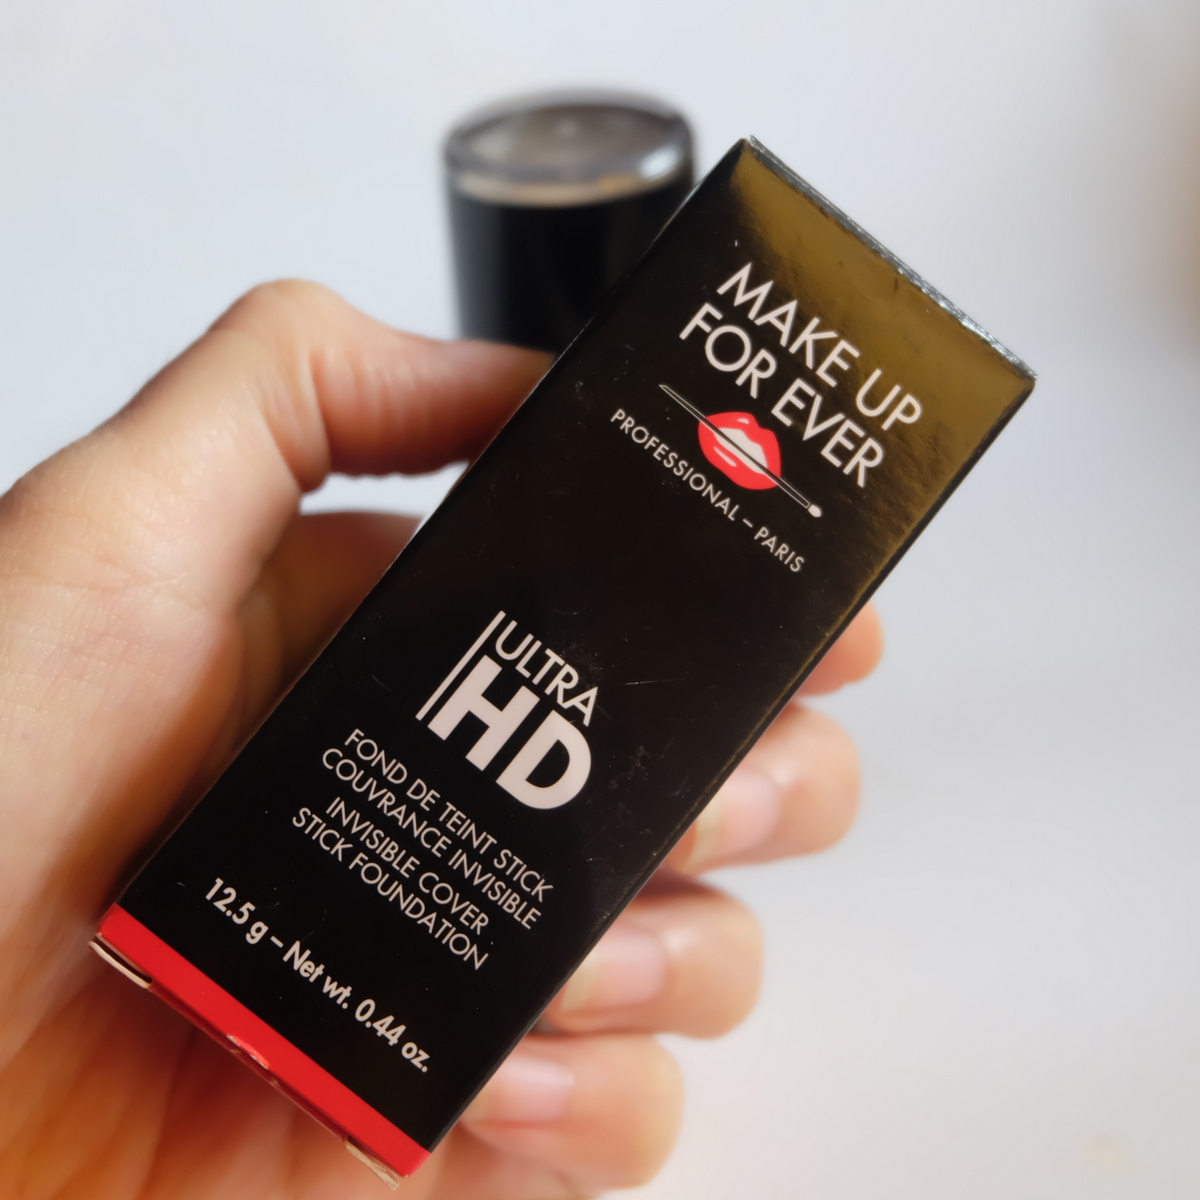 MAKE UP
FOR EVER
PROFESSIONAL – PARIS
ULTRA
HD
FOND DE TEINT STICK
COUVRANCE INVISIBLE
INVISIBLE COVER
STICK FOUNDATION
12.5 g – Net wt. 0.44 oz.